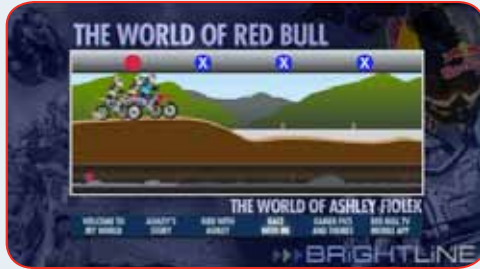 THE WORLD OF RED BULL
X X X
THE WORLD OF ASHLEY FIOLEK
WELCOME TO MY WORLD
ASHLEY'S STORY
RIDE WITH ASHLEY
RACE WITH ME
GAMER PICS AND THEMES
RED BULL TV MOBILE APP
BRIGHTLINE